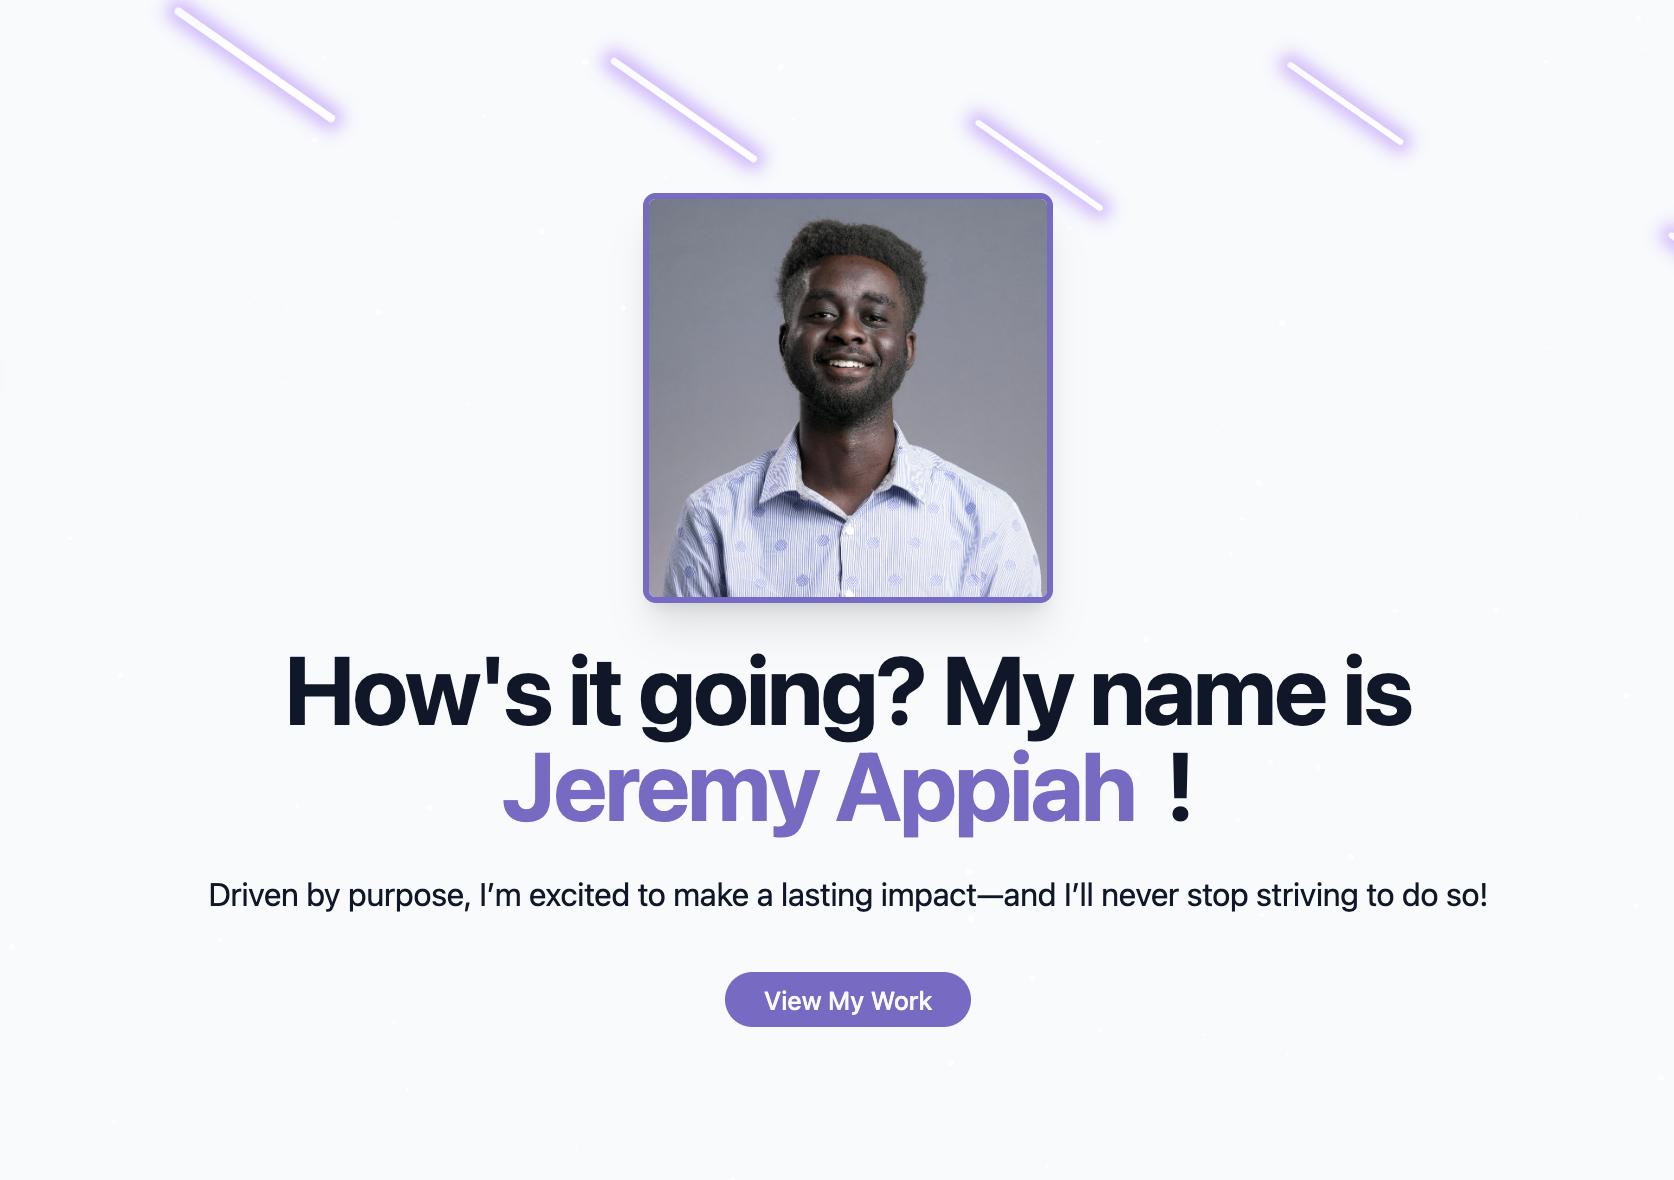 How's it going? My name is
Jeremy Appiah !
Driven by purpose, I’m excited to make a lasting impact—and I’ll never stop striving to do so!
View My Work